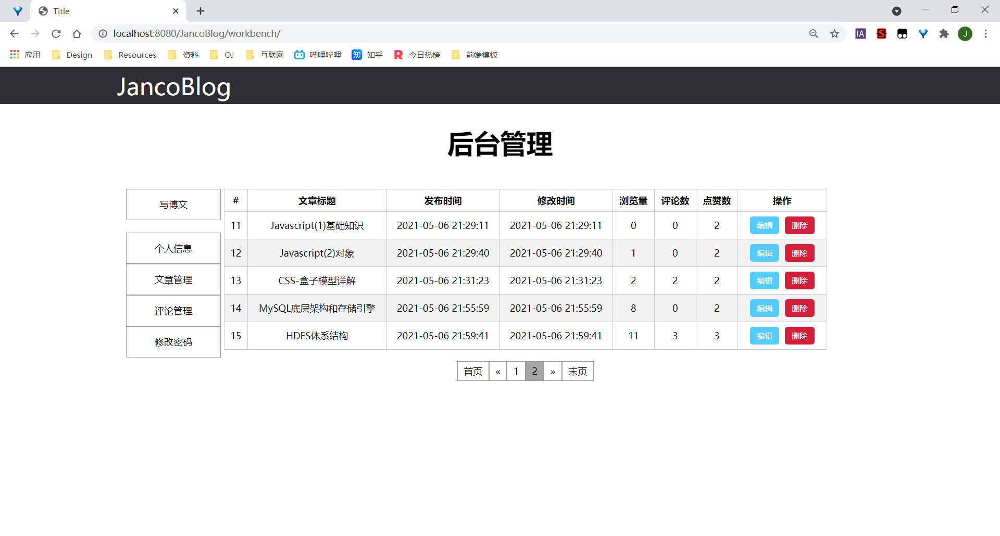 Title
localhost:8080/JancoBlog/workbench/
IA S J
应用 Design Resources 资料 OJ 互联网 哔哩哔哩 知 知乎 今日热榜 前端模板
JancoBlog
后台管理
写博文
个人信息
文章管理
评论管理
修改密码
# 文章标题 发布时间 修改时间 浏览量 评论数 点赞数 操作
11 Javascript(1)基础知识 2021-05-06 21:29:11 2021-05-06 21:29:11 0 0 2 编辑 删除
12 Javascript(2)对象 2021-05-06 21:29:40 2021-05-06 21:29:40 1 0 2 编辑 删除
13 CSS-盒子模型详解 2021-05-06 21:31:23 2021-05-06 21:31:23 2 2 2 编辑 删除
14 MySQL底层架构和存储引擎 2021-05-06 21:55:59 2021-05-06 21:55:59 8 0 2 编辑 删除
15 HDFS体系结构 2021-05-06 21:59:41 2021-05-06 21:59:41 11 3 3 编辑 删除
首页 « 1 2 » 末页